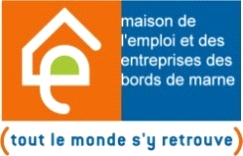 maison de
l'emploi et des
entreprises des
bords de marne
(tout le monde s'y retrouve)